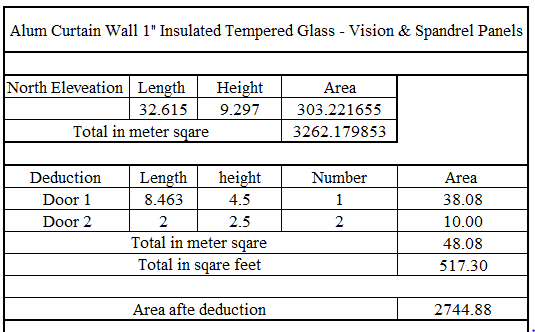 Alum Curtain Wall 1" Insulated Tempered Glass - Vision & Spandrel Panels
North Eleveation Length Height Area
32.615 9.297 303.221655
Total in meter sqare 3262.179853
Deduction Length height Number Area
Door 1 8.463 4.5 1 38.08
Door 2 2 2.5 2 10.00
Total in meter sqare 48.08
Total in sqare feet 517.30
Area afte deduction 2744.88